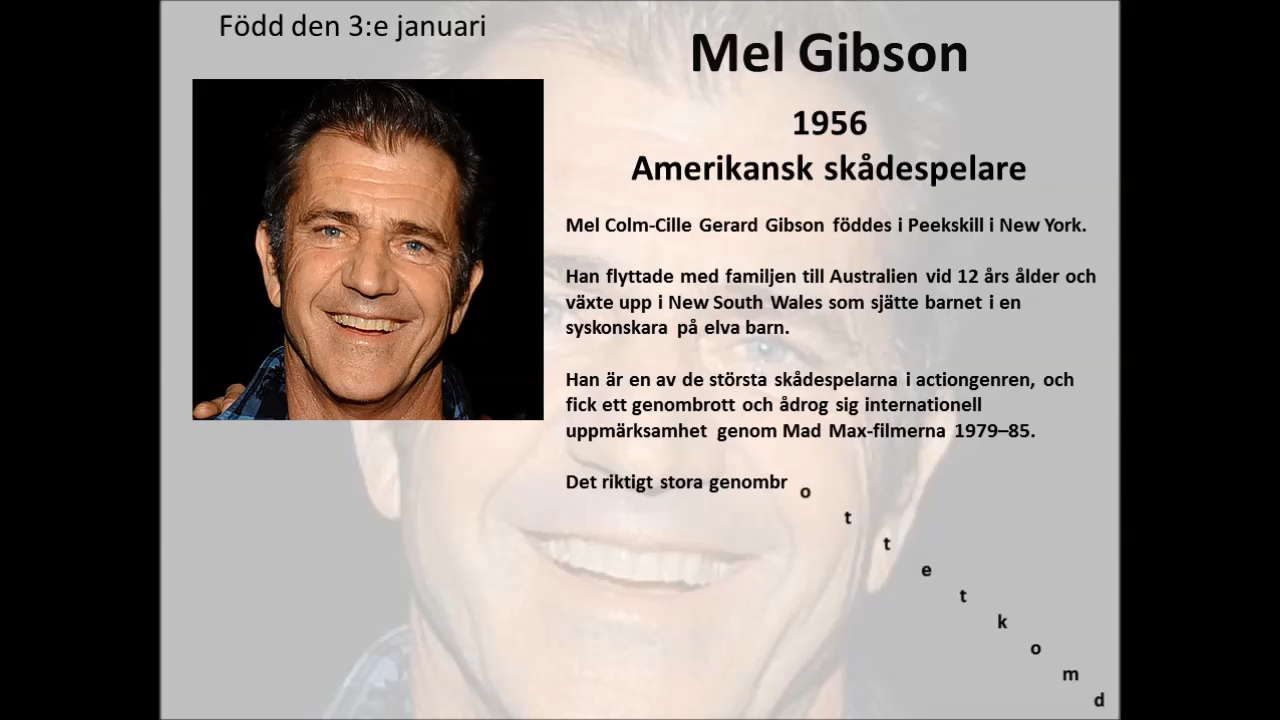 Född den 3:e januari
Mel Gibson
1956
Amerikansk skådespelare
Mel Colm-Cille Gerard Gibson föddes i Peekskill i New York.
Han flyttade med familjen till Australien vid 12 års ålder och
växte upp i New South Wales som sjätte barnet i en
syskonskara på elva barn.
Han är en av de största skådespelarna i actiongenren, och
fick ett genombrott och ådrog sig internationell
uppmärksamhet genom Mad Max-filmerna 1979–85.
Det riktigt stora genombrottet kom d